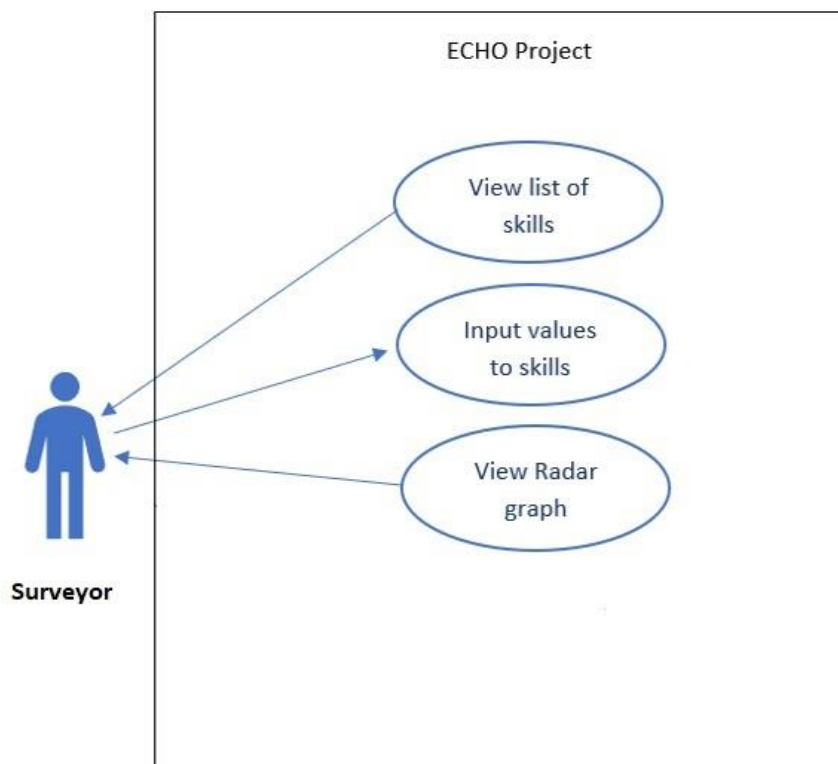 ECHO Project
View list of
skills
Input values
to skills
View Radar
graph
Surveyor